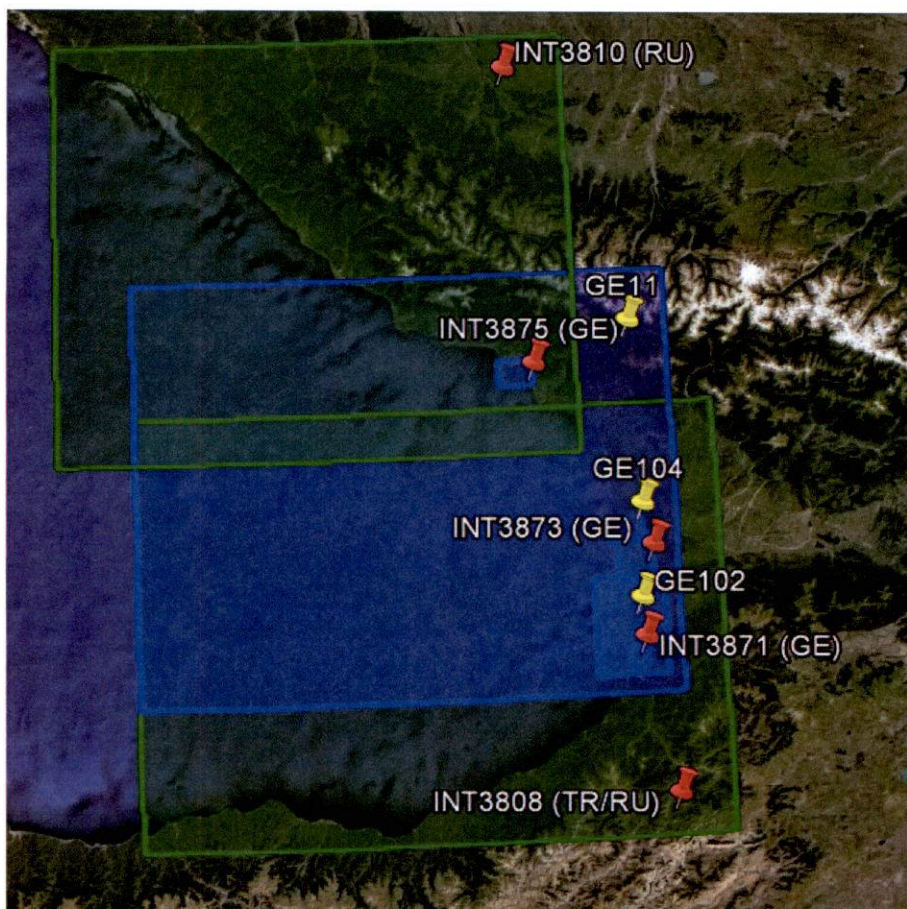 INT3810 (RU)
GE11
INT3875 (GE)
GE104
INT3873 (GE)
GE102
INT3871 (GE)
INT3808 (TR/RU)